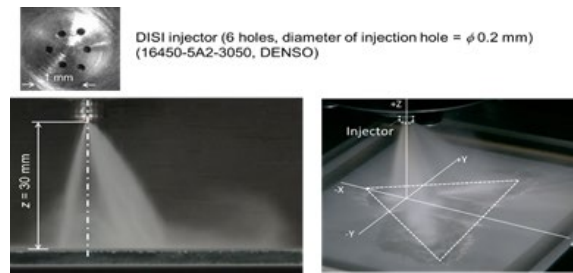 DISI injector (6 holes, diameter of injection hole = ϕ 0.2 mm)
(16450-5A2-3050, DENSO)
1 mm
z = 30 mm
+Z
Injector
+Y
-X
-Y